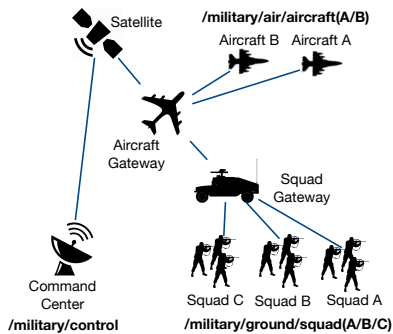 Satellite
/military/air/aircraft(A/B)
Aircraft B
Aircraft A
Aircraft
Gateway
Squad
Gateway
Command
Center
/military/control
Squad C
Squad B
Squad A
/military/ground/squad(A/B/C)